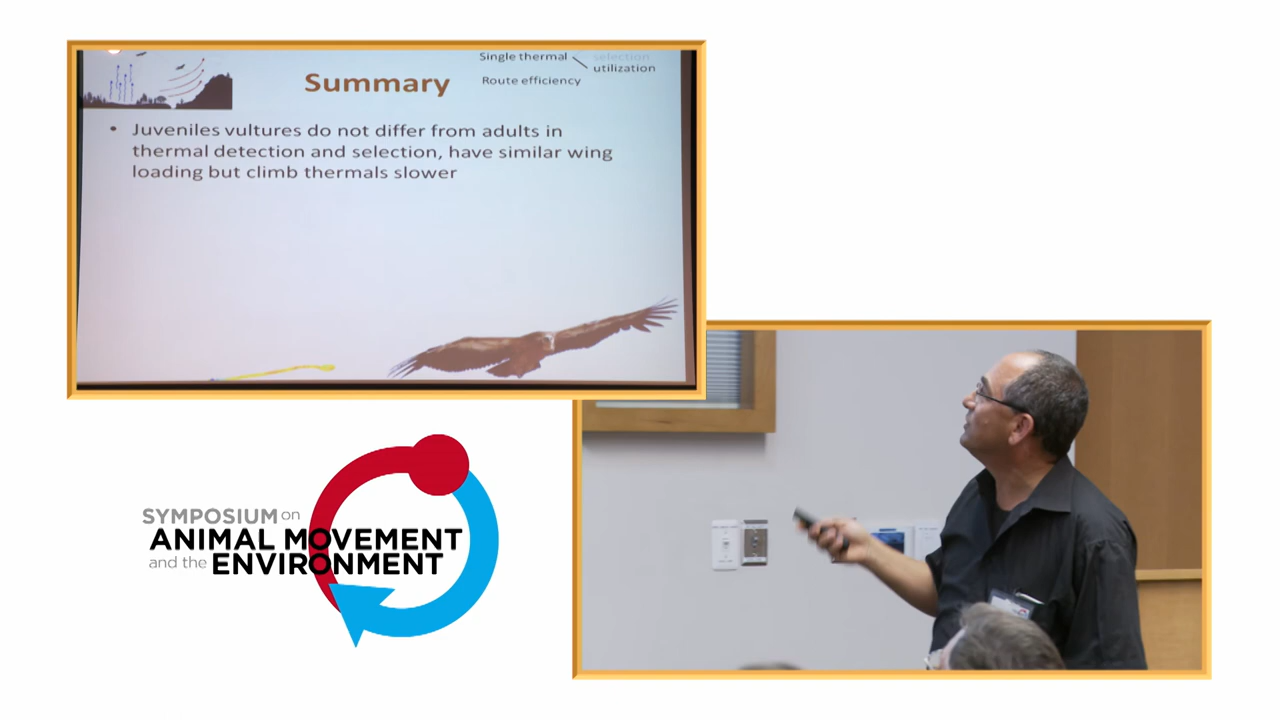 Single thermal
selection
utilization
Summary
Route efficiency
• Juveniles vultures do not differ from adults in
thermal detection and selection, have similar wing
loading but climb thermals slower
SYMPOSIUM on
ANIMAL MOVEMENT
and the ENVIRONMENT